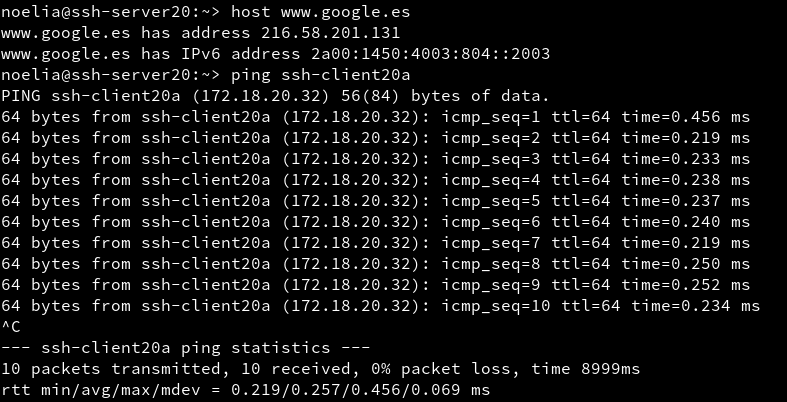 noelia@ssh-server20:~> host www.google.es
www.google.es has address 216.58.201.131
www.google.es has IPv6 address 2a00:1450:4003:804::2003
noelia@ssh-server20:~> ping ssh-client20a
PING ssh-client20a (172.18.20.32) 56(84) bytes of data.
64 bytes from ssh-client20a (172.18.20.32): icmp_seq=1 ttl=64 time=0.456 ms
64 bytes from ssh-client20a (172.18.20.32): icmp_seq=2 ttl=64 time=0.219 ms
64 bytes from ssh-client20a (172.18.20.32): icmp_seq=3 ttl=64 time=0.233 ms
64 bytes from ssh-client20a (172.18.20.32): icmp_seq=4 ttl=64 time=0.238 ms
64 bytes from ssh-client20a (172.18.20.32): icmp_seq=5 ttl=64 time=0.237 ms
64 bytes from ssh-client20a (172.18.20.32): icmp_seq=6 ttl=64 time=0.240 ms
64 bytes from ssh-client20a (172.18.20.32): icmp_seq=7 ttl=64 time=0.219 ms
64 bytes from ssh-client20a (172.18.20.32): icmp_seq=8 ttl=64 time=0.250 ms
64 bytes from ssh-client20a (172.18.20.32): icmp_seq=9 ttl=64 time=0.252 ms
64 bytes from ssh-client20a (172.18.20.32): icmp_seq=10 ttl=64 time=0.234 ms
^C
--- ssh-client20a ping statistics ---
10 packets transmitted, 10 received, 0% packet loss, time 8999ms
rtt min/avg/max/mdev = 0.219/0.257/0.456/0.069 ms